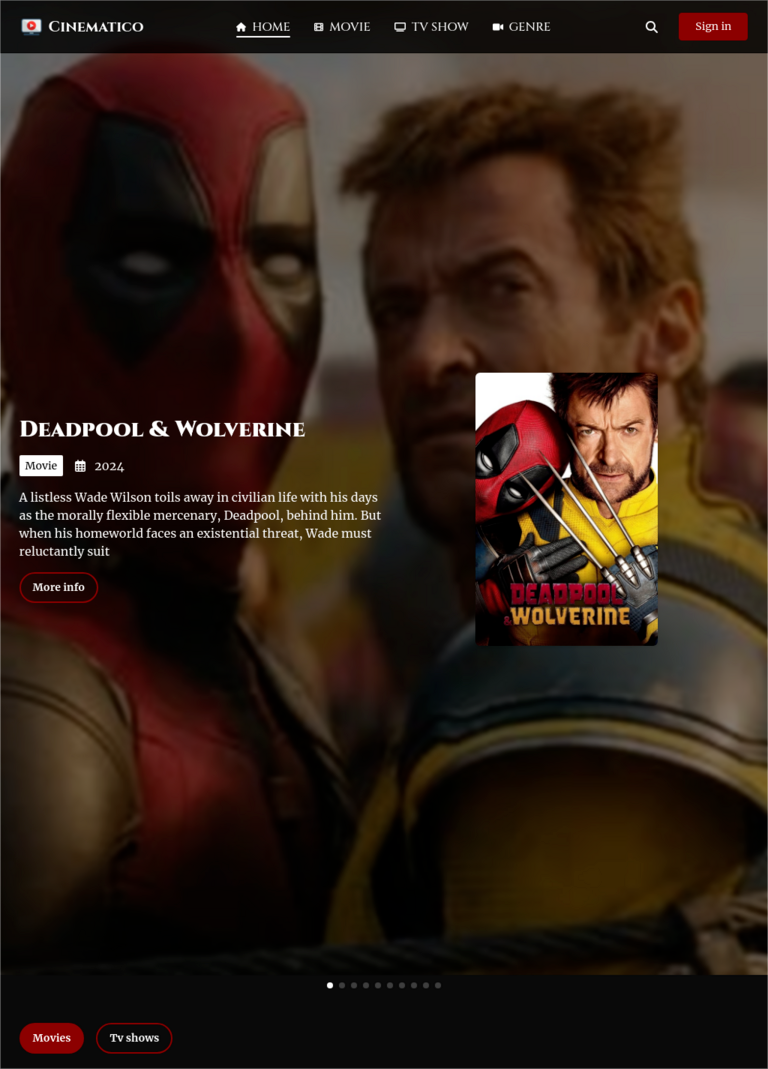 Cinematico
HOME
MOVIE
TV SHOW
GENRE
Sign in
Deadpool & Wolverine
Movie
2024
A listless Wade Wilson toils away in civilian life with his days
as the morally flexible mercenary, Deadpool, behind him. But
when his homeworld faces an existential threat, Wade must
reluctantly suit
More info
DEADPOOL
& WOLVERINE
Movies
Tv shows